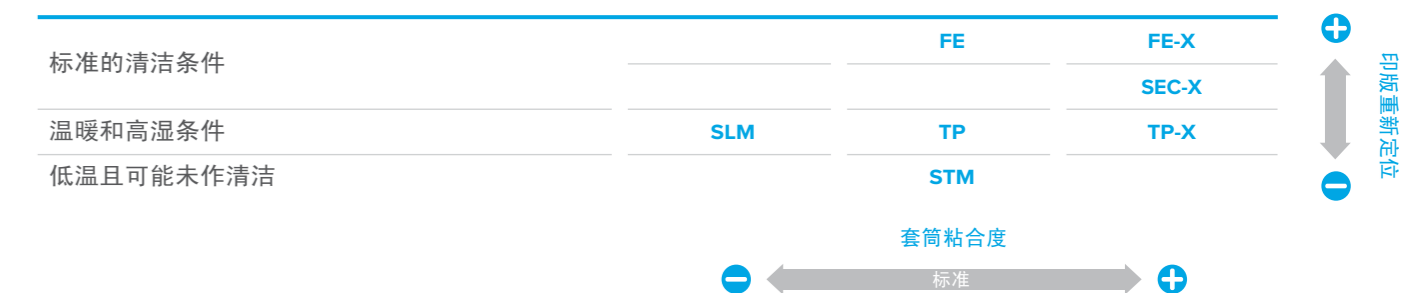 标准的清洁条件
FE FE-X
SEC-X
温暖和高湿条件 SLM TP TP-X
低温且可能未作清洁 STM
印版重新定位
套筒粘合度
标准